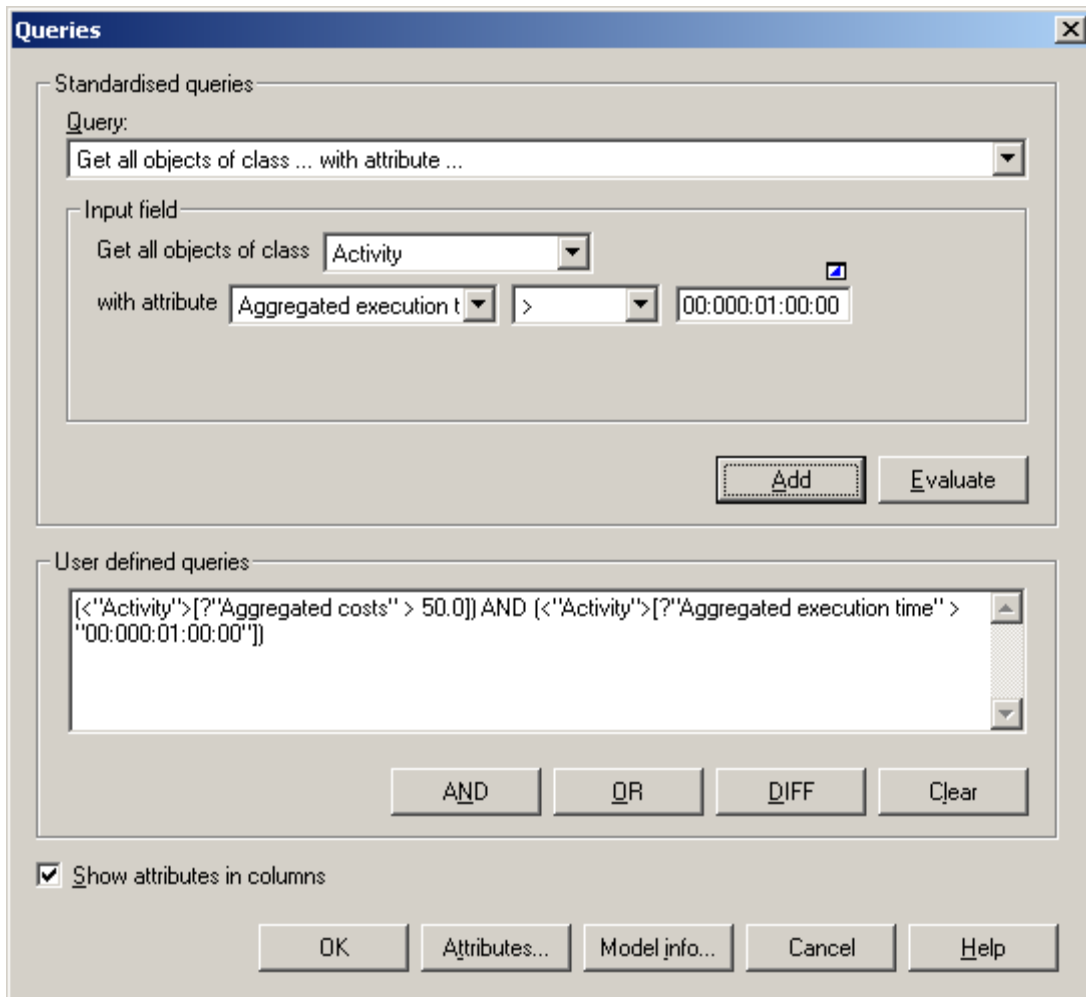 Queries
Standardised queries
Query:
Get all objects of class ... with attribute ...
Input field
Get all objects of class Activity
with attribute Aggregated execution t > 00:000:01:00:00
Add Evaluate
User defined queries
(<"Activity">[?"Aggregated costs" > 50.0]) AND (<"Activity">[?"Aggregated execution time" >
"00:000:01:00:00"])
AND OR DIFF Clear
Show attributes in columns
OK Attributes... Model info... Cancel Help